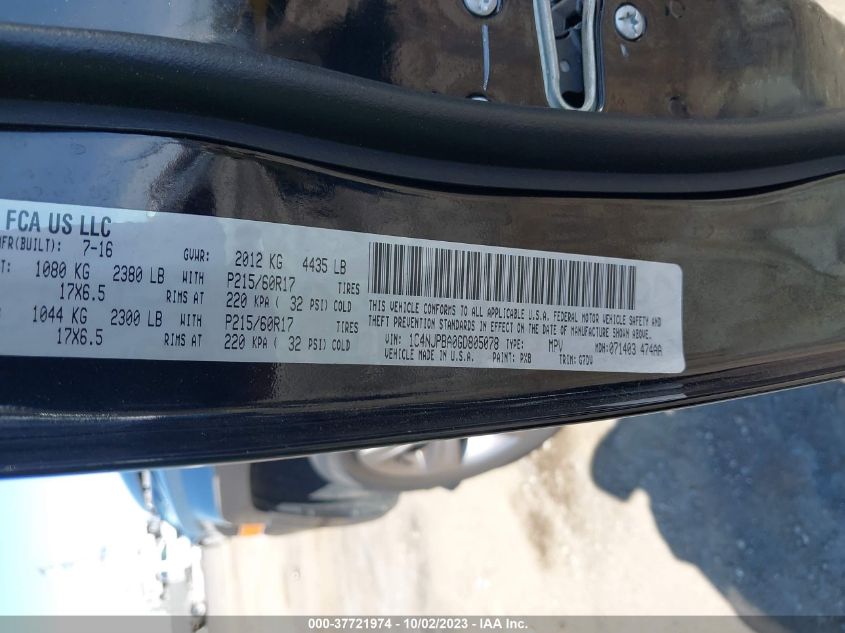 FCA US LLC
MFR(BUILT): 7-16 GVWR: 2012 KG 4435 LB
1080 KG 2380 LB WITH P215/60R17 TIRES
17X6.5 RIMS AT 220 KPA ( 32 PSI) COLD
1044 KG 2300 LB WITH P215/60R17 TIRES
17X6.5 RIMS AT 220 KPA ( 32 PSI) COLD
THIS VEHICLE CONFORMS TO ALL APPLICABLE U.S.A. FEDERAL MOTOR VEHICLE SAFETY AND
THEFT PREVENTION STANDARDS IN EFFECT ON THE DATE OF MANUFACTURE SHOWN ABOVE.
VIN: 1C4NJPBA0GD805078 MPV MDH:071403 474AA
VEHICLE MADE IN U.S.A. PAINT: PXB TRIM: G7DV
000-37721974 - 10/02/2023 - IAA Inc.